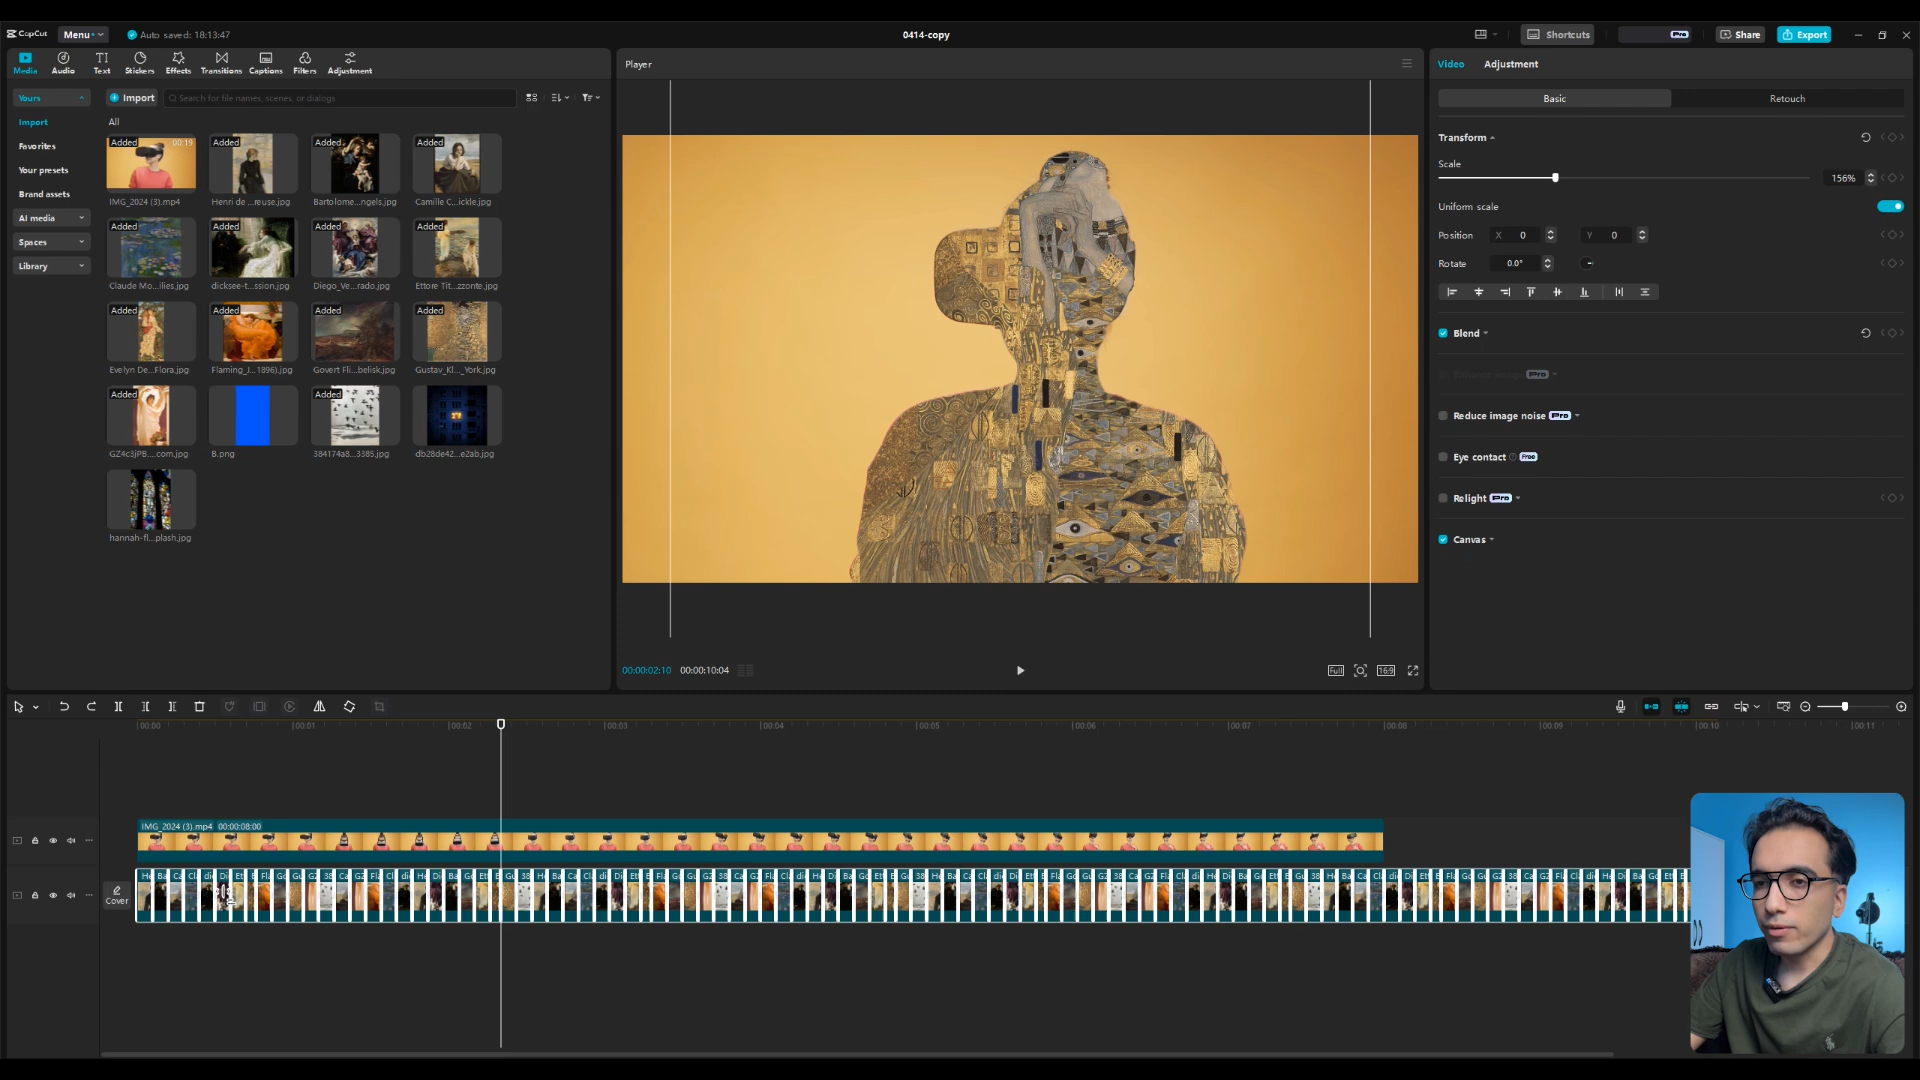 CapCut
Menu
Auto saved: 18:13:47
0414-copy
Shortcuts
Pro
Share
Export
Media
Audio
Text
Stickers
Effects
Transitions
Captions
Filters
Adjustment
Player
Video
Adjustment
Yours
Import
Search for file names, scenes, or dialogs
Basic
Retouch
Import
All
Favorites
Your presets
Brand assets
AI media
Spaces
Library
Added
00:19
Added
Added
Added
IMG_2024 (3).mp4
Henri de ...reuse.jpg
Bartolome...ngels.jpg
Camille C...ickle.jpg
Added
Added
Added
Added
Claude Mo...ilies.jpg
dicksee-t...ssion.jpg
Diego_Ve...rado.jpg
Ettore Tit...zzonte.jpg
Added
Added
Added
Added
Evelyn De...Flora.jpg
Flaming_J...1896).jpg
Govert Fli...belisk.jpg
Gustav_Kl..._York.jpg
Added
Added
GZ4c3jPB....com.jpg
B.png
384174a8...3385.jpg
db28de42...e2ab.jpg
hannah-fl...plash.jpg
Transform
Scale
156%
Uniform scale
Position
X 0
Y 0
Rotate
0.0°
Blend
Pro
Reduce image noise
Pro
Eye contact
Free
Relight
Pro
Canvas
00:00:02:10
00:00:10:04
Full
16:9
00:00
00:01
00:02
00:03
00:04
00:05
00:06
00:07
00:08
00:09
00:10
00:11
IMG_2024 (3).mp4 00:00:08:00
Cover